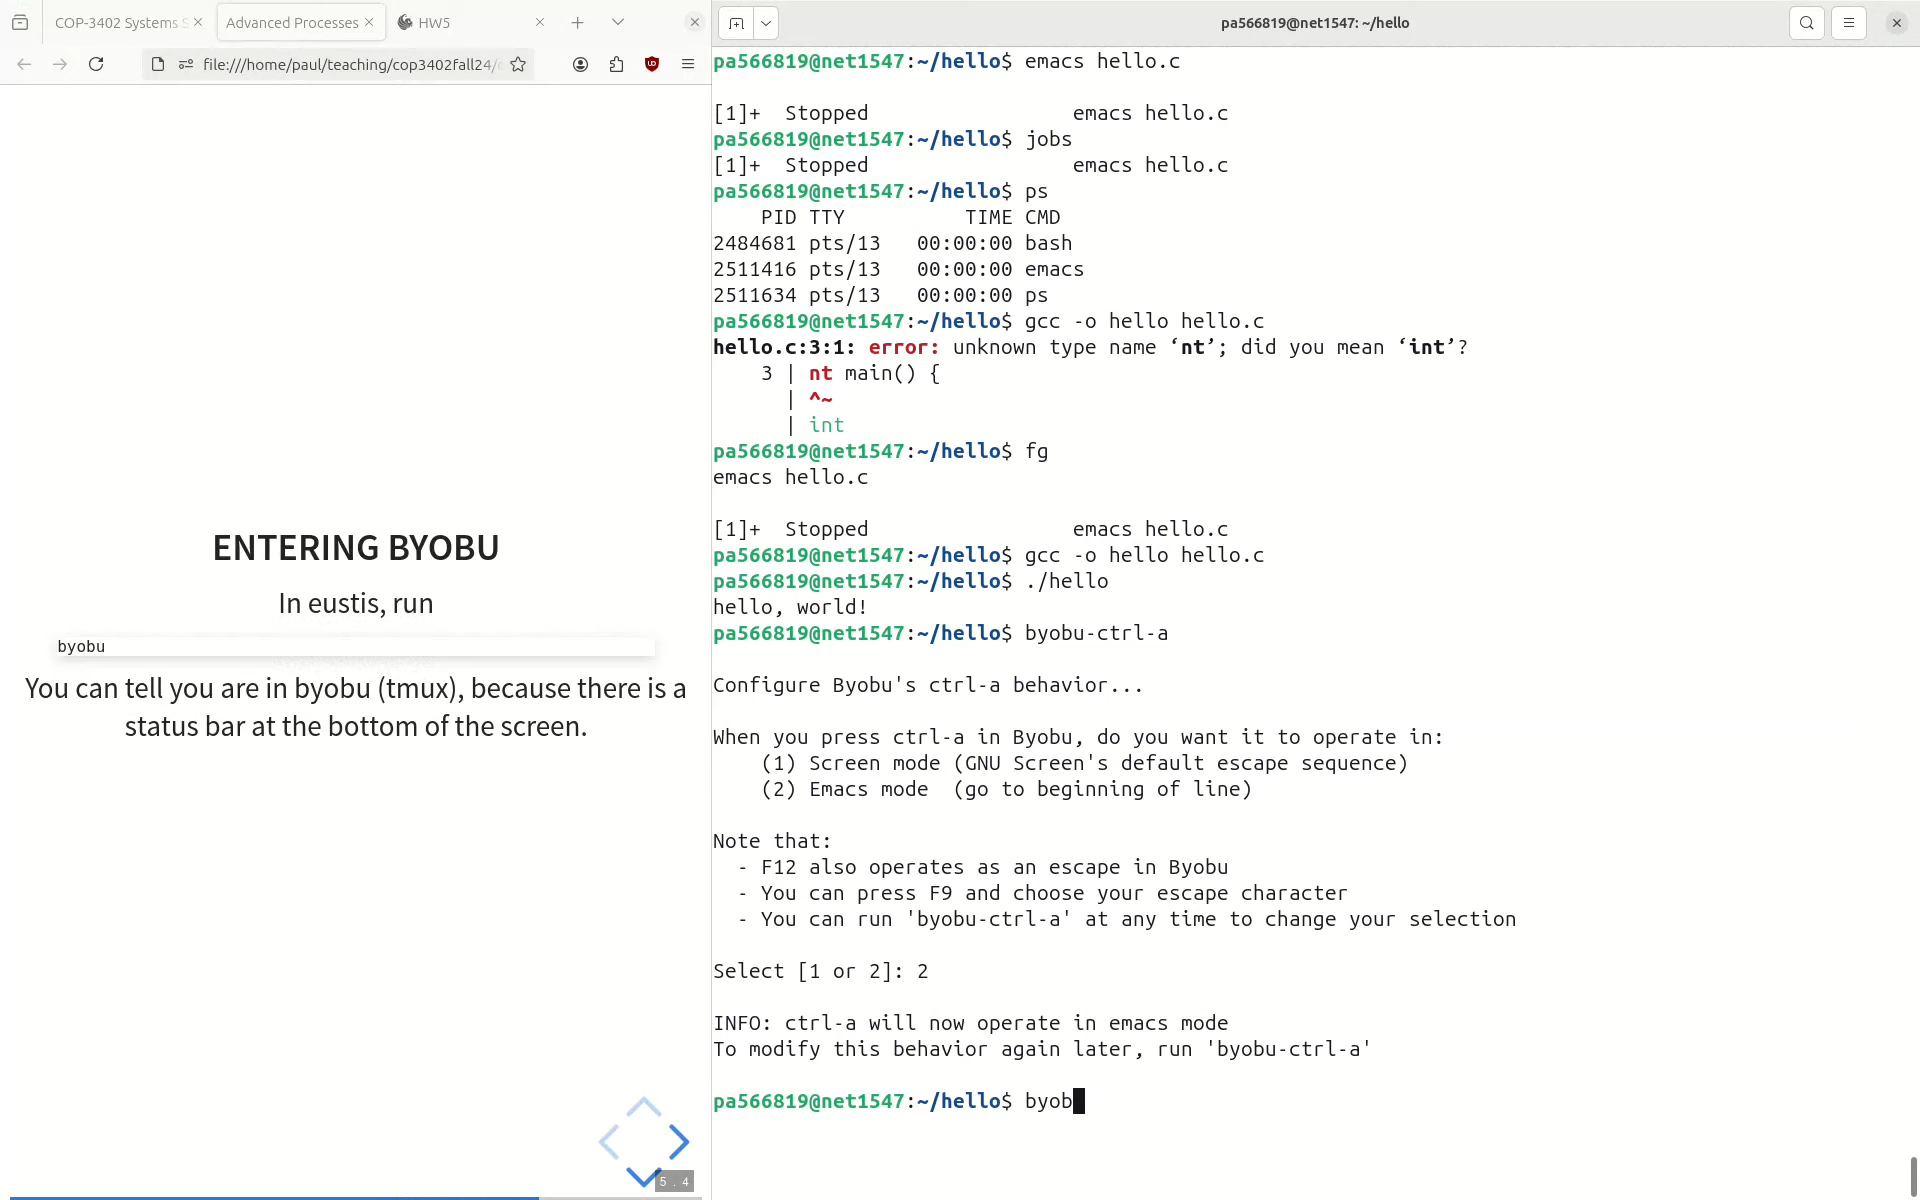 COP-3402 Systems S
Advanced Processes
HW5
file:///home/paul/teaching/cop3402fall24/
ENTERING BYOBU
In eustis, run
byobu
You can tell you are in byobu (tmux), because there is a
status bar at the bottom of the screen.
5 . 4
pa566819@net1547: ~/hello
pa566819@net1547:~/hello$ emacs hello.c
[1]+  Stopped                 emacs hello.c
pa566819@net1547:~/hello$ jobs
[1]+  Stopped                 emacs hello.c
pa566819@net1547:~/hello$ ps
    PID TTY          TIME CMD
2484681 pts/13   00:00:00 bash
2511416 pts/13   00:00:00 emacs
2511634 pts/13   00:00:00 ps
pa566819@net1547:~/hello$ gcc -o hello hello.c
hello.c:3:1: error: unknown type name ‘nt’; did you mean ‘int’?
    3 | nt main() {
      | ^~
      | int
pa566819@net1547:~/hello$ fg
emacs hello.c
[1]+  Stopped                 emacs hello.c
pa566819@net1547:~/hello$ gcc -o hello hello.c
pa566819@net1547:~/hello$ ./hello
hello, world!
pa566819@net1547:~/hello$ byobu-ctrl-a
Configure Byobu's ctrl-a behavior...
When you press ctrl-a in Byobu, do you want it to operate in:
    (1) Screen mode (GNU Screen's default escape sequence)
    (2) Emacs mode  (go to beginning of line)
Note that:
  - F12 also operates as an escape in Byobu
  - You can press F9 and choose your escape character
  - You can run 'byobu-ctrl-a' at any time to change your selection
Select [1 or 2]: 2
INFO: ctrl-a will now operate in emacs mode
To modify this behavior again later, run 'byobu-ctrl-a'
pa566819@net1547:~/hello$ byob